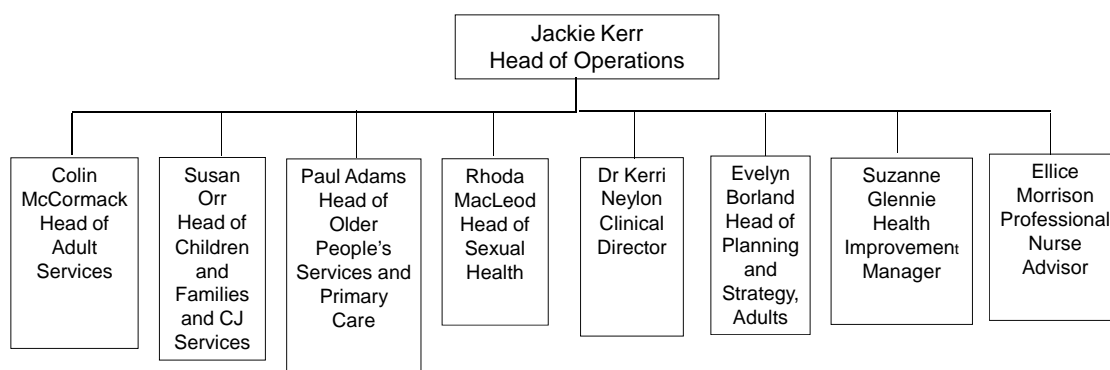 Jackie Kerr
Head of Operations
Colin
McCormack
Head of
Adult
Services
Susan
Orr
Head of
Children
and
Families
and CJ
Services
Paul Adams
Head of
Older
People’s
Services and
Primary
Care
Rhoda
MacLeod
Head of
Sexual
Health
Dr Kerri
Neylon
Clinical
Director
Evelyn
Borland
Head of
Planning
and
Strategy,
Adults
Suzanne
Glennie
Health
Improvement
Manager
Ellice
Morrison
Professional
Nurse
Advisor